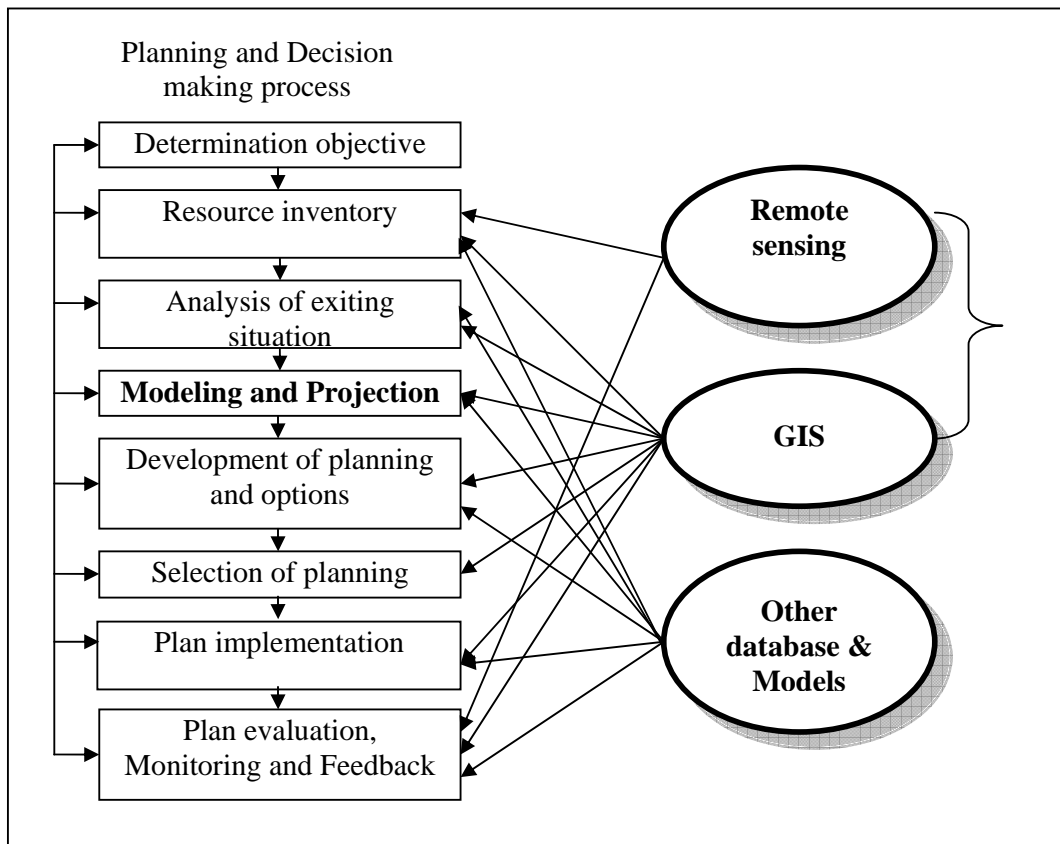 Planning and Decision
making process
Determination objective
Resource inventory
Analysis of exiting
situation
Modeling and Projection
Development of planning
and options
Selection of planning
Plan implementation
Plan evaluation,
Monitoring and Feedback
Remote
sensing
GIS
Other
database &
Models